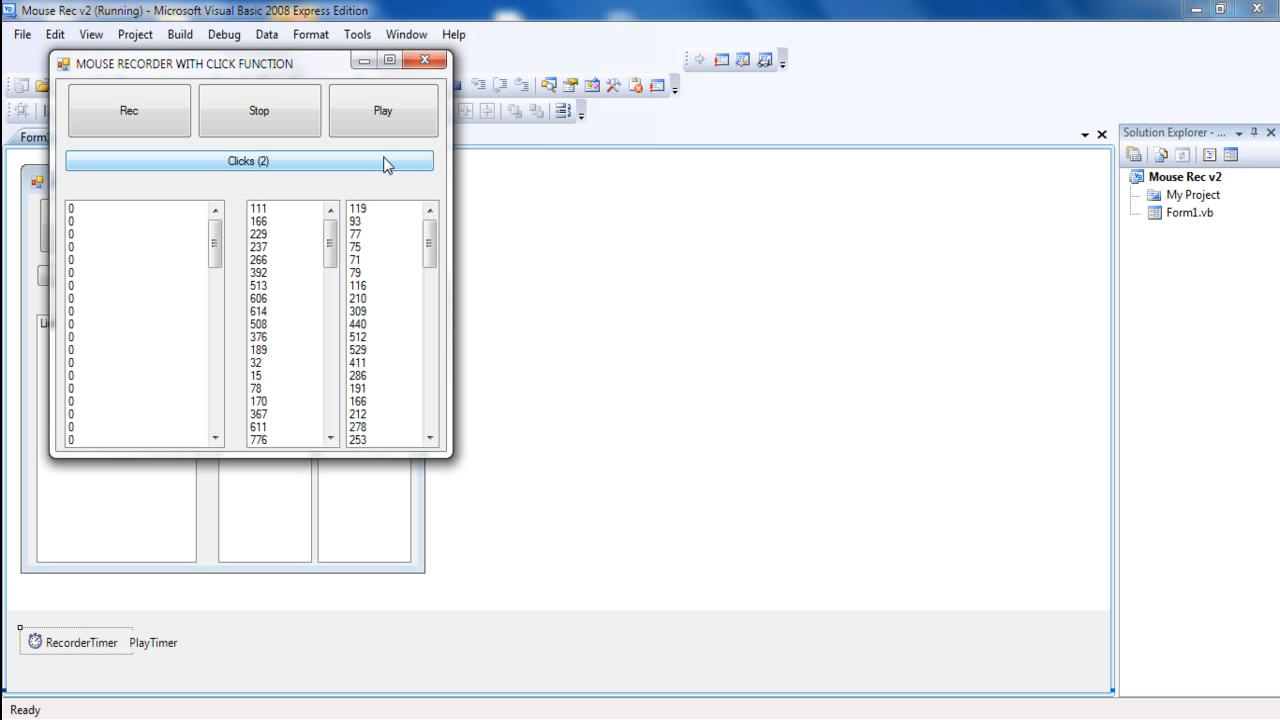 Mouse Rec v2 (Running) - Microsoft Visual Basic 2008 Express Edition
File Edit View Project Build Debug Data Format Tools Window Help
MOUSE RECORDER WITH CLICK FUNCTION
Rec Stop Play
Clicks (2)
0 111 119
0 166 93
0 229 77
0 237 75
0 266 71
0 392 79
0 513 116
0 606 210
0 614 309
0 508 440
0 376 512
0 189 529
0 32 411
0 15 286
0 78 191
0 170 166
0 367 212
0 611 278
0 776 253
RecorderTimer PlayTimer
Solution Explorer - ...
Mouse Rec v2
My Project
Form1.vb
Ready